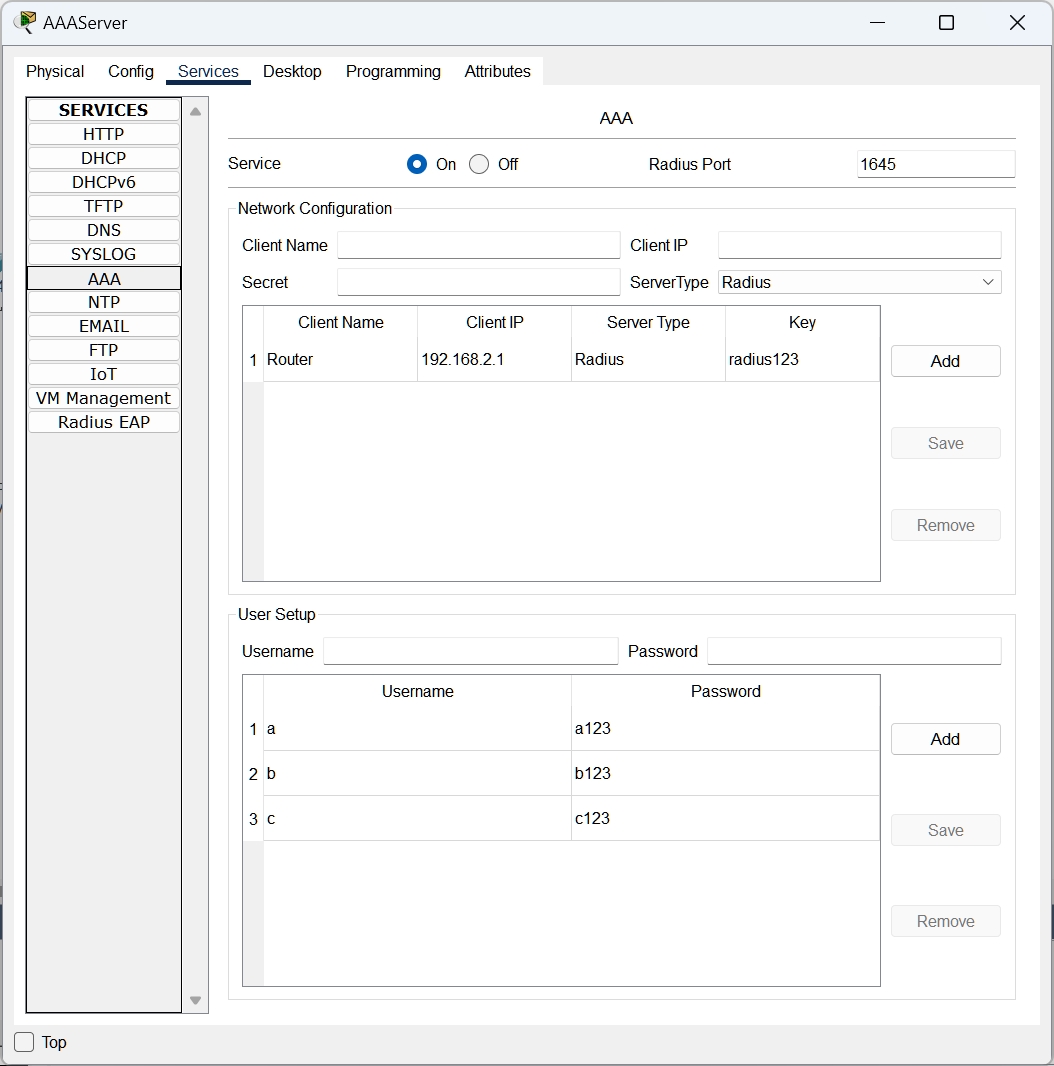 AAAServer
Physical Config Services Desktop Programming Attributes
SERVICES
HTTP
DHCP
DHCPv6
TFTP
DNS
SYSLOG
AAA
NTP
EMAIL
FTP
IoT
VM Management
Radius EAP
AAA
Service On Off Radius Port 1645
Network Configuration
Client Name Client IP
Secret ServerType Radius
Client Name Client IP Server Type Key
1 Router 192.168.2.1 Radius radius123
Add
Save
Remove
User Setup
Username Password
Username Password
1 a a123
2 b b123
3 c c123
Add
Save
Remove
Top